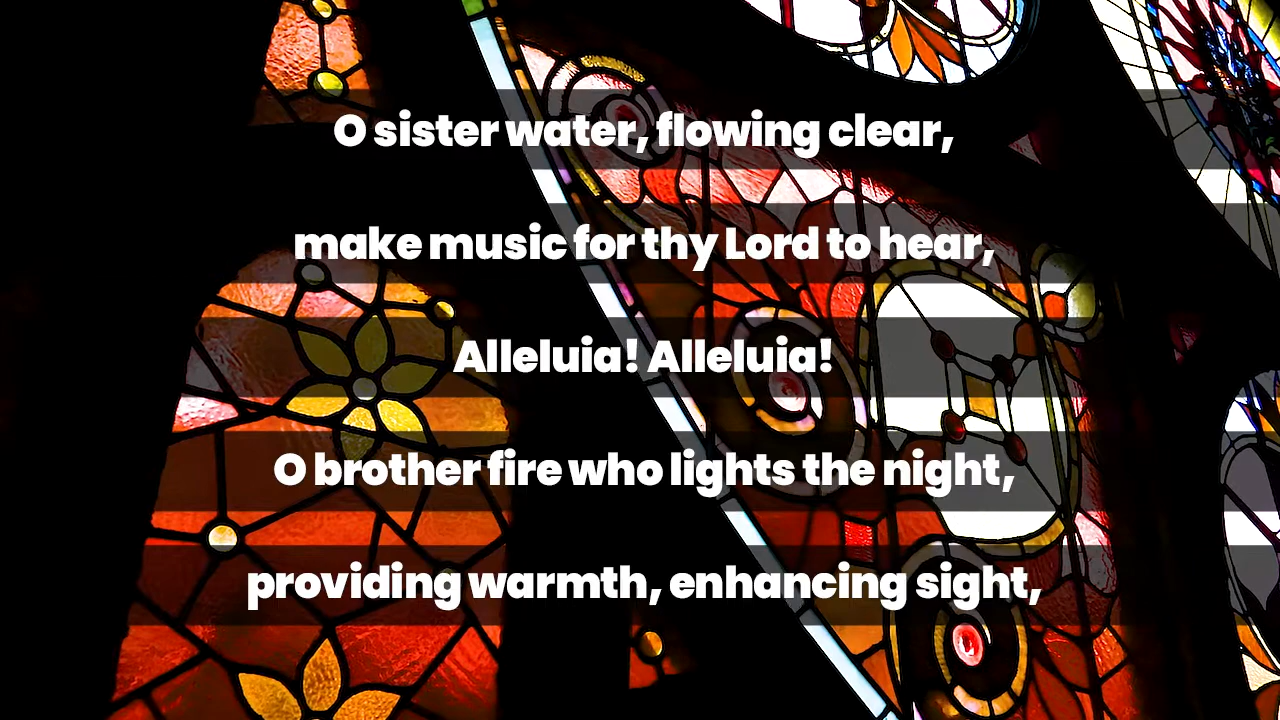 O sister water, flowing clear,
make music for thy Lord to hear,
Alleluia! Alleluia!
O brother fire who lights the night,
providing warmth, enhancing sight,